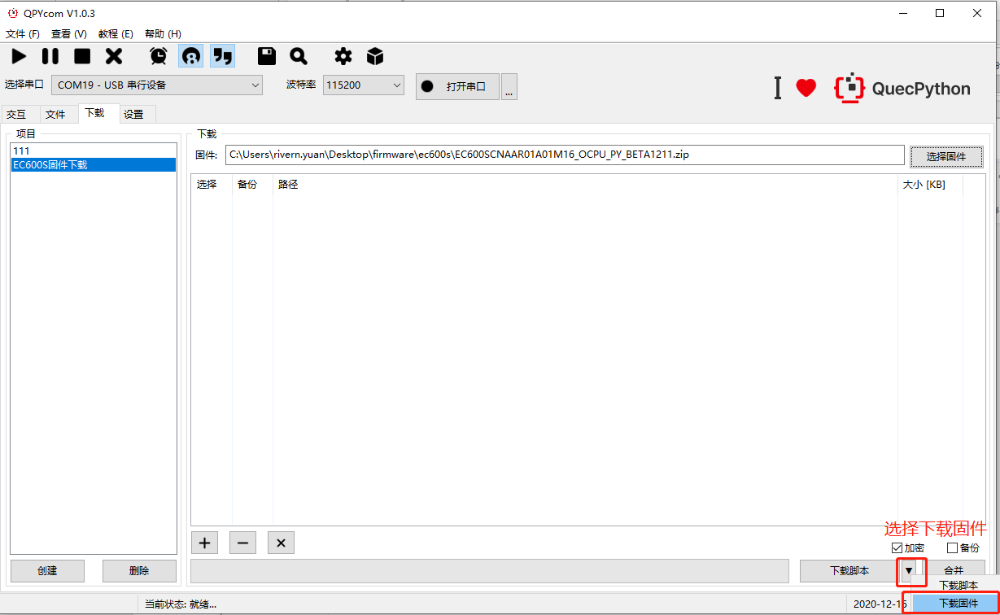 QPYcom V1.0.3
文件 (F) 查看 (V) 教程 (E) 帮助 (H)
选择串口 COM19 - USB 串行设备 波特率 115200 打开串口 ...
I QuecPython
交互 文件 下载 设置
项目
111
EC600S固件下载
下载
固件: C:\Users\rivern.yuan\Desktop\firmware\ec600s\EC600SCNAAR01A01M16_OCPU_PY_BETA1211.zip 选择固件
选择 备份 路径 大小 [KB]
选择下载固件
加密 备份
创建 删除 下载脚本 合并
下载脚本
下载固件
当前状态: 就绪... 2020-12-15